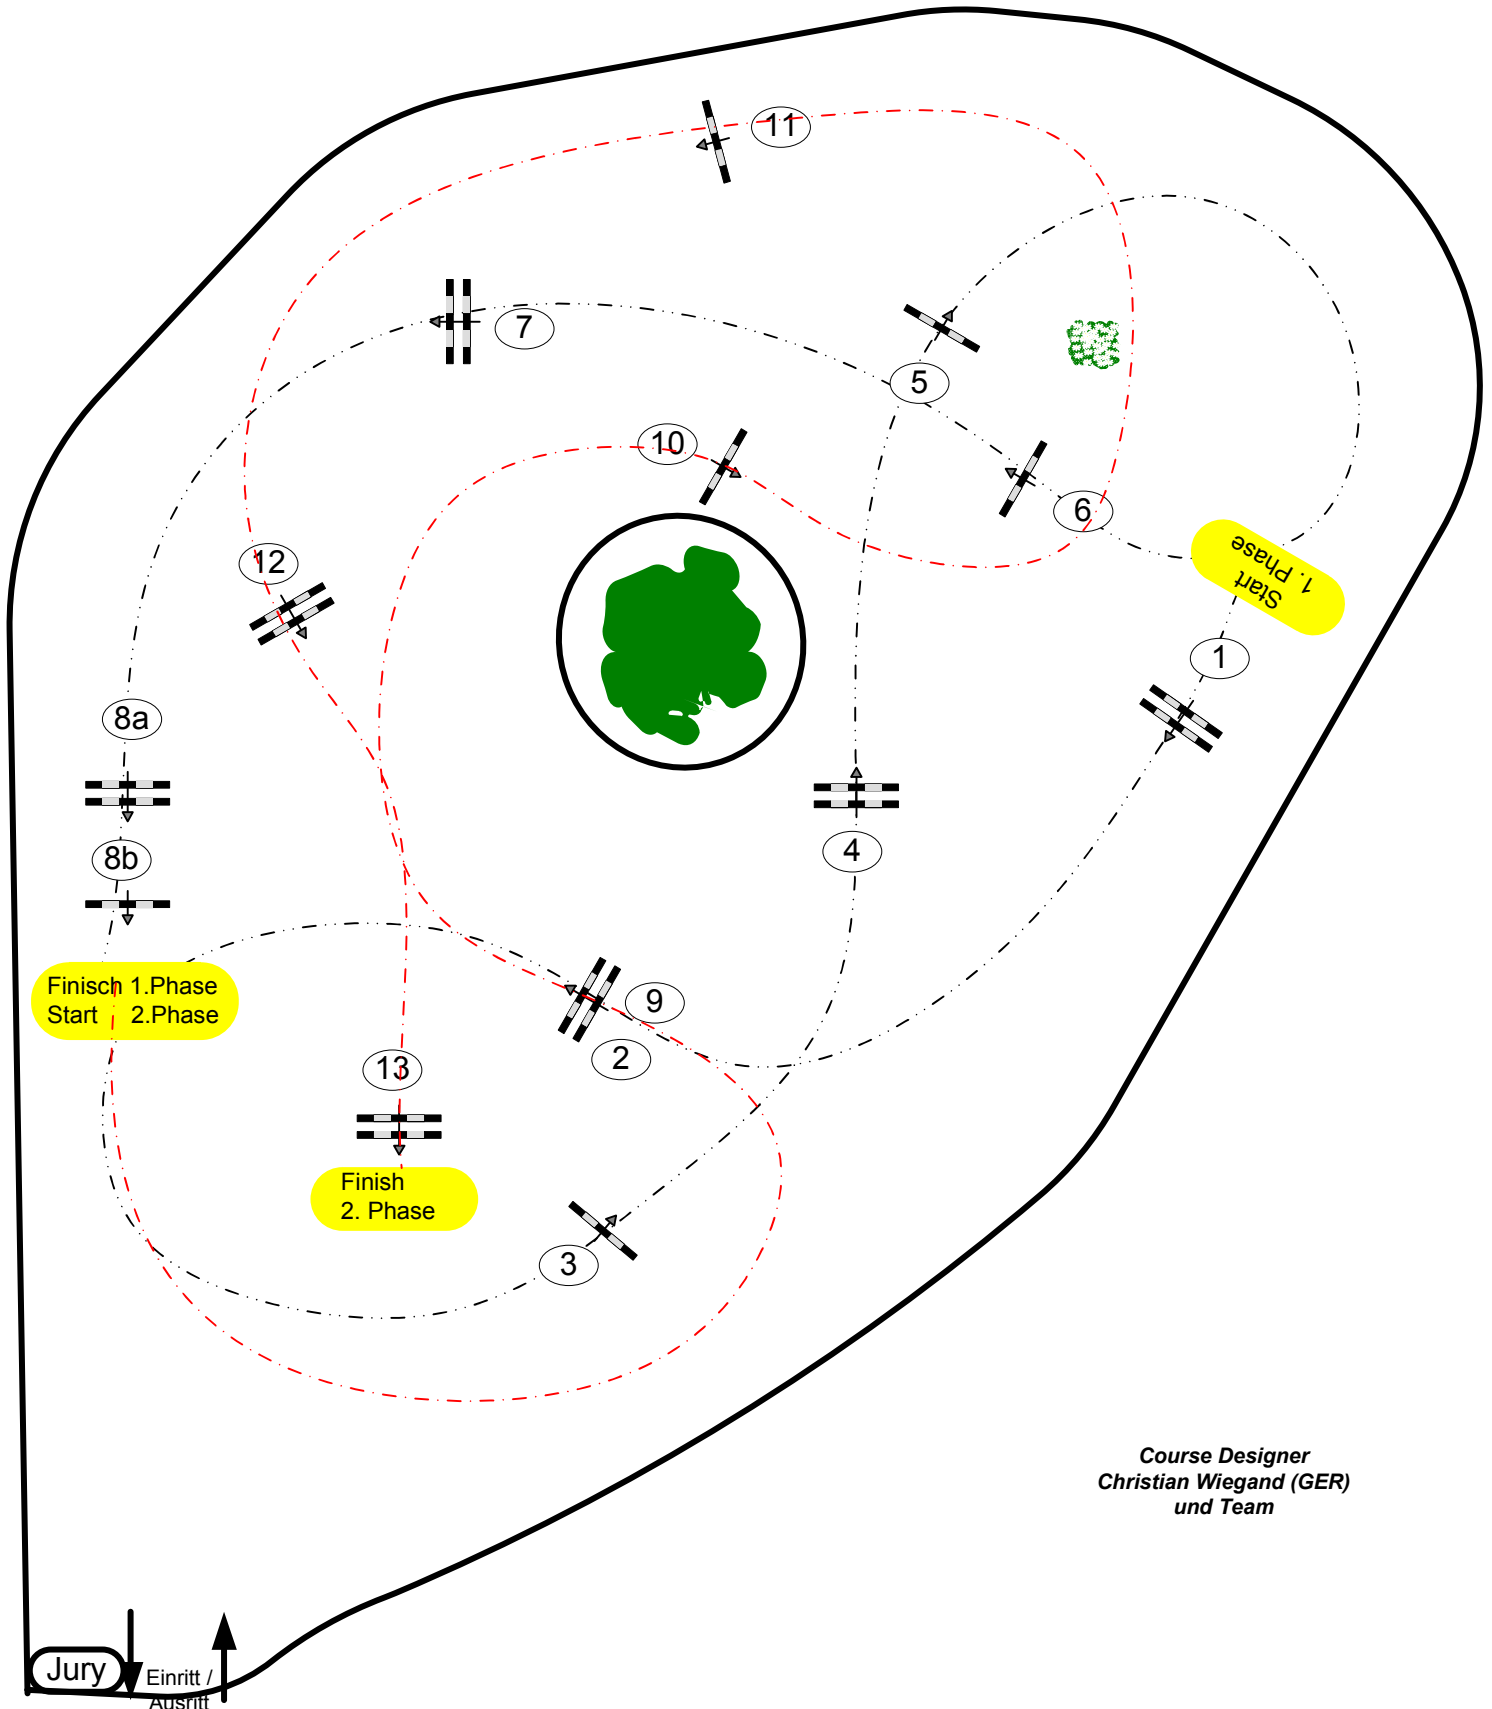 11
7
5
10
6
12
Start
1. Phase
1
8a
4
8b
Finisch 1.Phase
Start 2.Phase
9
2
13
Finish
2. Phase
3
Course Designer
Christian Wiegand (GER)
und Team
Jury
Einritt /
Ausritt